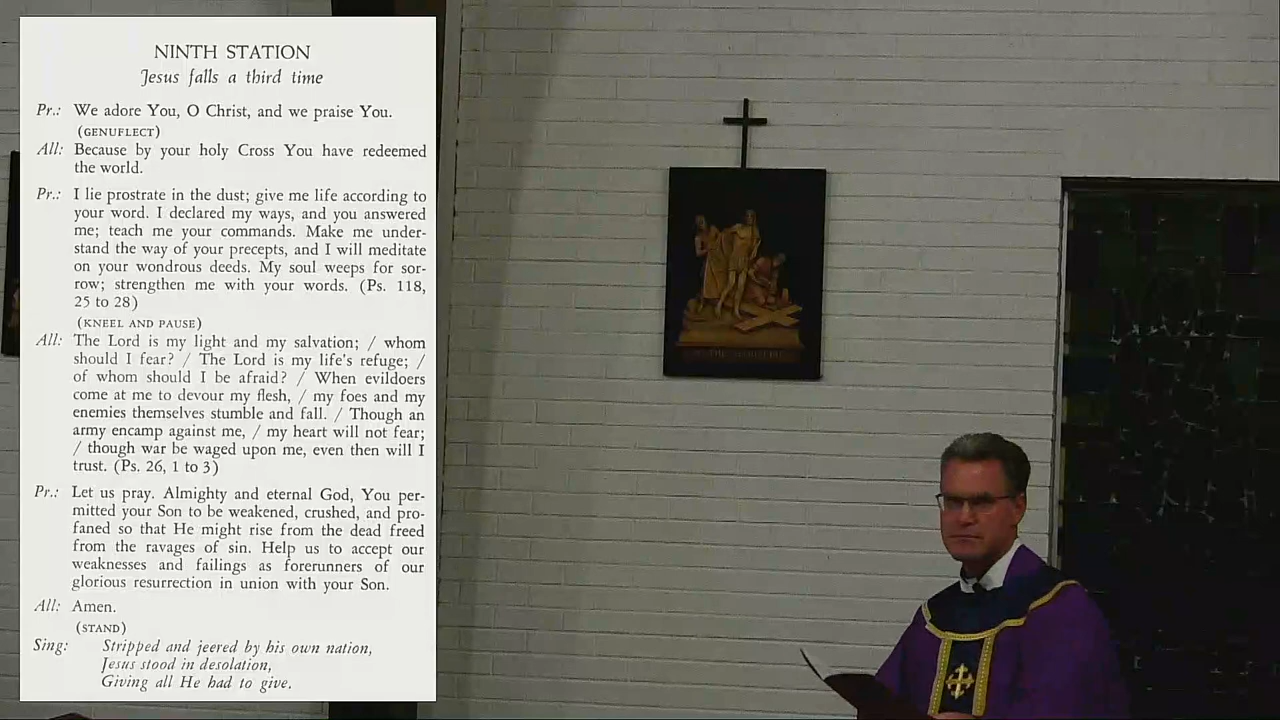 NINTH STATION
Jesus falls a third time
Pr.: We adore You, O Christ, and we praise You.
(GENUFLECT)
All: Because by your holy Cross You have redeemed
the world.
Pr.: I lie prostrate in the dust; give me life according to
your word. I declared my ways, and you answered
me; teach me your commands. Make me under-
stand the way of your precepts, and I will meditate
on your wondrous deeds. My soul weeps for sor-
row; strengthen me with your words. (Ps. 118,
25 to 28)
(KNEEL AND PAUSE)
All: The Lord is my light and my salvation; / whom
should I fear? / The Lord is my life's refuge; /
of whom should I be afraid? / When evildoers
come at me to devour my flesh, / my foes and my
enemies themselves stumble and fall. / Though an
army encamp against me, / my heart will not fear;
/ though war be waged upon me, even then will I
trust. (Ps. 26, 1 to 3)
Pr.: Let us pray. Almighty and eternal God, You per-
mitted your Son to be weakened, crushed, and pro-
faned so that He might rise from the dead freed
from the ravages of sin. Help us to accept our
weaknesses and failings as forerunners of our
glorious resurrection in union with your Son.
All: Amen.
(STAND)
Sing: Stripped and jeered by his own nation,
Jesus stood in desolation,
Giving all He had to give.